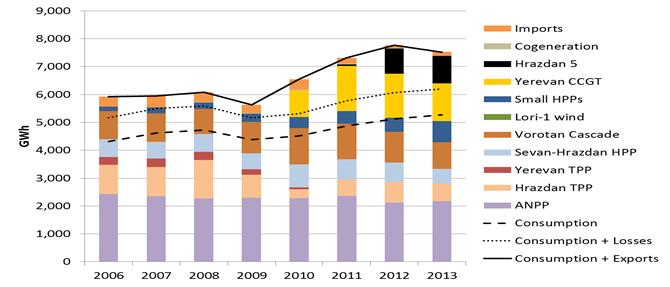 9,000
8,000
7,000
6,000
5,000
4,000
3,000
2,000
1,000
0
GWh
2006 2007 2008 2009 2010 2011 2012 2013
Imports
Cogeneration
Hrazdan 5
Yerevan CCGT
Small HPPs
Lori-1 wind
Vorotan Cascade
Sevan-Hrazdan HPP
Yerevan TPP
Hrazdan TPP
ANPP
Consumption
Consumption + Losses
Consumption + Exports